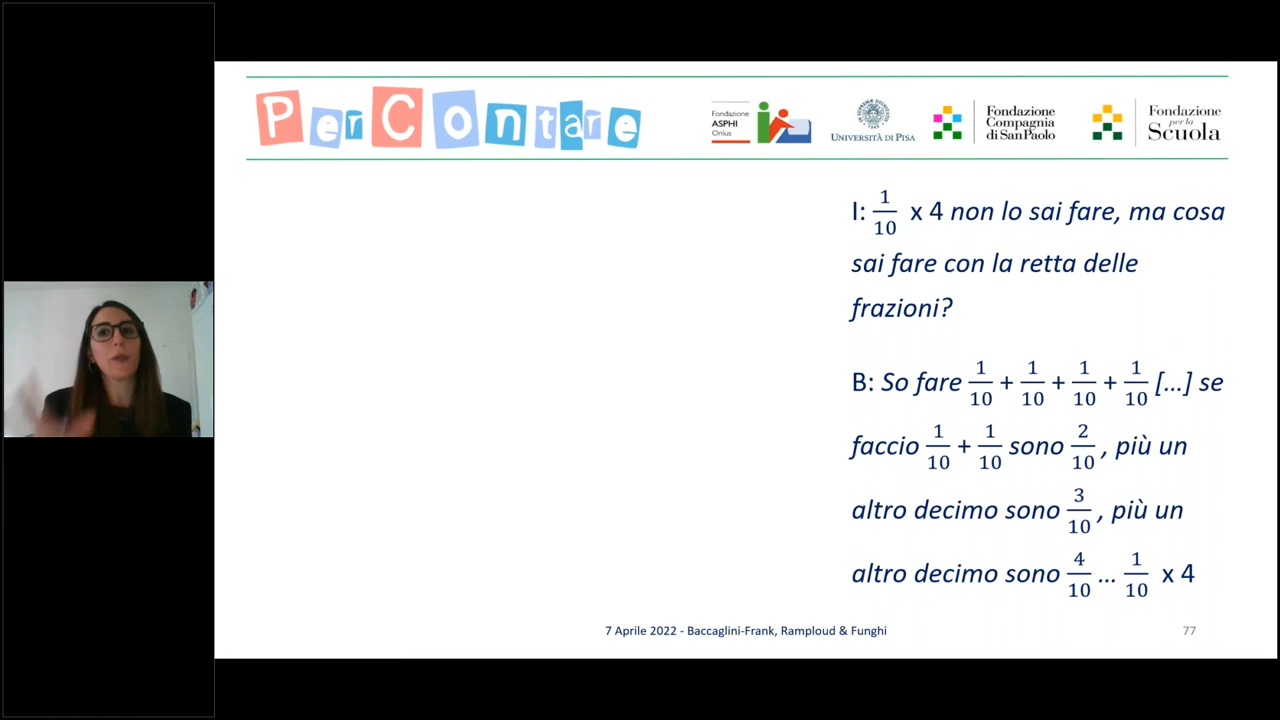 PerContare
Fondazione
ASPHI
Onlus
UNIVERSITÀ DI PISA
Fondazione
Compagnia
di San Paolo
Fondazione
per la
Scuola
I: 1/10 x 4 non lo sai fare, ma cosa
sai fare con la retta delle
frazioni?
B: So fare 1/10 + 1/10 + 1/10 + 1/10 [...] se
faccio 1/10 + 1/10 sono 2/10 , più un
altro decimo sono 3/10 , più un
altro decimo sono 4/10 ... 1/10 x 4
7 Aprile 2022 - Baccaglini-Frank, Ramploud & Funghi
77